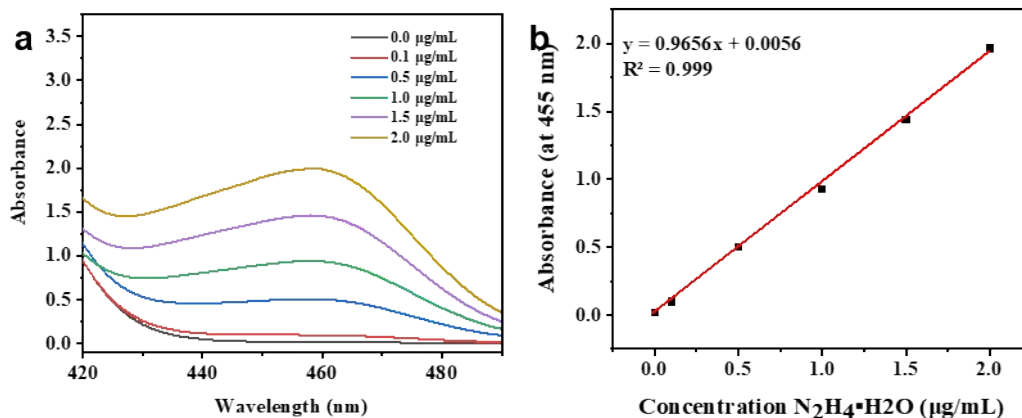 a
3.5
3.0
2.5
2.0
1.5
1.0
0.5
0.0
Absorbance
0.0 µg/mL
0.1 µg/mL
0.5 µg/mL
1.0 µg/mL
1.5 µg/mL
2.0 µg/mL
420 440 460 480
Wavelength (nm)
b
y = 0.9656x + 0.0056
R² = 0.999
2.0
1.5
1.0
0.5
0.0
Absorbance (at 455 nm)
0.0 0.5 1.0 1.5 2.0
Concentration N₂H₄▪H2O (µg/mL)